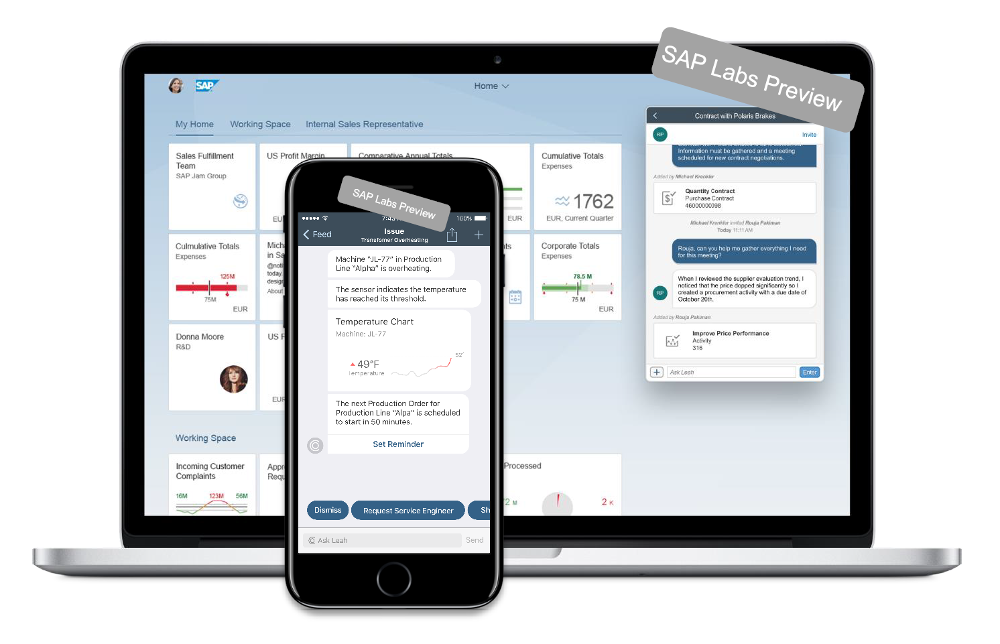 SAP Labs Preview
SAP
Home
My Home
Working Space
Internal Sales Representative
Sales Fulfillment
Team
SAP Jam Group
US Profit Margin
Comparative Annual Totals
EUR
Cumulative Totals
Expenses
1762
EUR, Current Quarter
Culmulative Totals
Expenses
125M
75M
EUR
Mich
in Sa
@noti
today.
design
About
Corporate Totals
Expenses
78.5 M
75 M
EUR
Donna Moore
R&D
US P
EUR
Working Space
Incoming Customer
Complaints
16M
123M
56M
Appr
Requ
Processed
72 M
2 K
SAP Labs Preview
100%
Feed
Issue
Transfomer Overheating
Machine "JL-77" in Production
Line "Alpha" is overheating.
The sensor indicates the temperature
has reached its threshold.
Temperature Chart
Machine: JL-77
49°F
Temperature
52°
The next Production Order for
Production Line "Alpa" is scheduled
to start in 50 minutes.
Set Reminder
Dismiss
Request Service Engineer
Sh
Ask Leah
Send
Contract with Polaris Brakes
RP
Invite
Information must be gathered and a meeting
scheduled for new contract negotiations.
Added by Michael Krenkler
Quantity Contract
Purchase Contract
46000000098
Michael Krenkler invited Rouja Pakiman
Today 11:11 AM
Rouja, can you help me gather everything I need
for this meeting?
RP
When I reviewed the supplier evaluation trend, I
noticed that the price dopped significantly so I
created a procurement activity with a due date of
October 20th.
Added by Rouja Pakiman
Improve Price Performance
Activity
316
Ask Leah
Enter